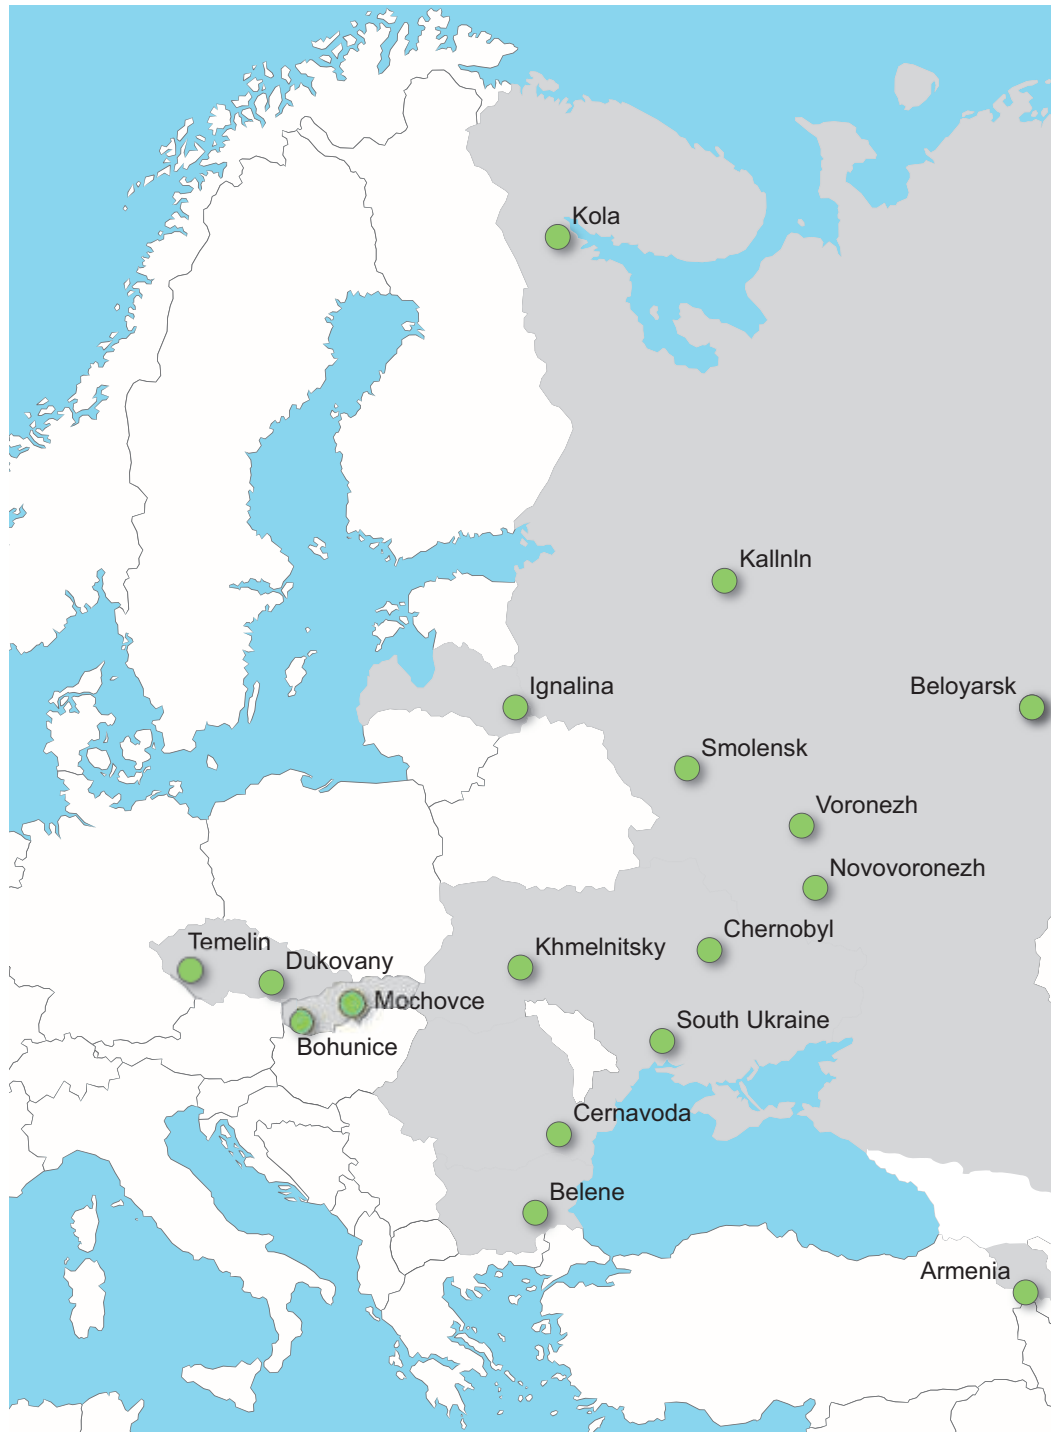 Kola
Kallnln
Ignalina
Beloyarsk
Smolensk
Voronezh
Novovoronezh
Chernobyl
Temelin
Khmelnitsky
Dukovany
Mochovce
South Ukraine
Bohunice
Cernavoda
Belene
Armenia